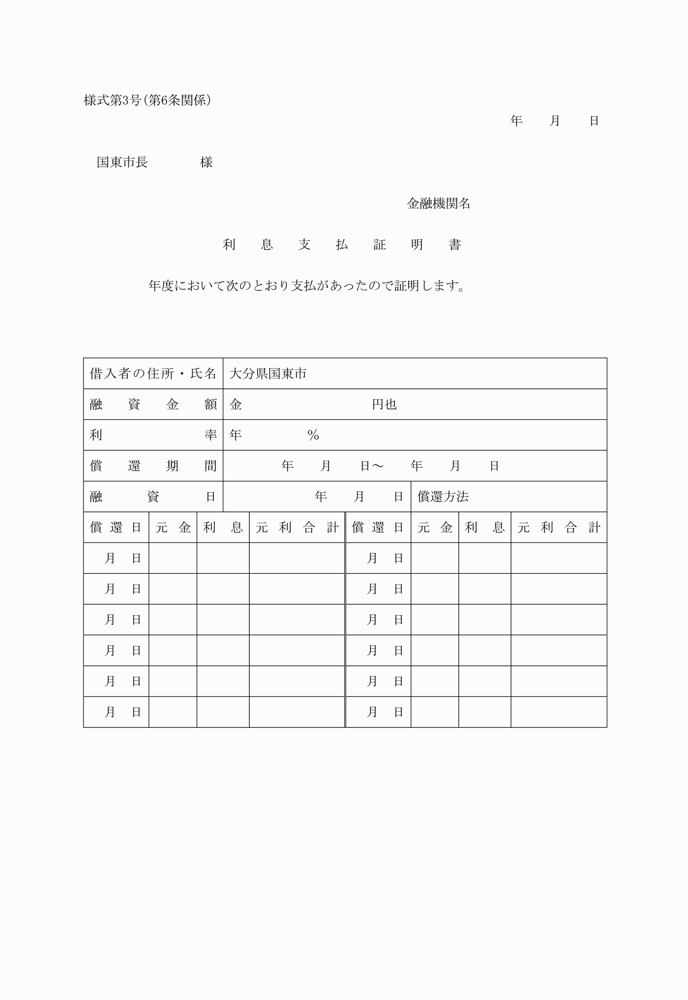 様式第3号(第6条関係)
年　　月　　日
国東市長　　　　様
金融機関名
利　息　支　払　証　明　書
年度において次のとおり支払があったので証明します。
借入者の住所・氏名　大分県国東市
融資金額　金　　　　　　　　　　円也
利率　年　　　　　％
償還期間　　　　年　　月　　日～　　年　　月　　日
融資日　　　　　　　年　　月　　日　償還方法
償還日　元金　利息　元利合計　償還日　元金　利息　元利合計
月　日　月　日
月　日　月　日
月　日　月　日
月　日　月　日
月　日　月　日
月　日　月　日